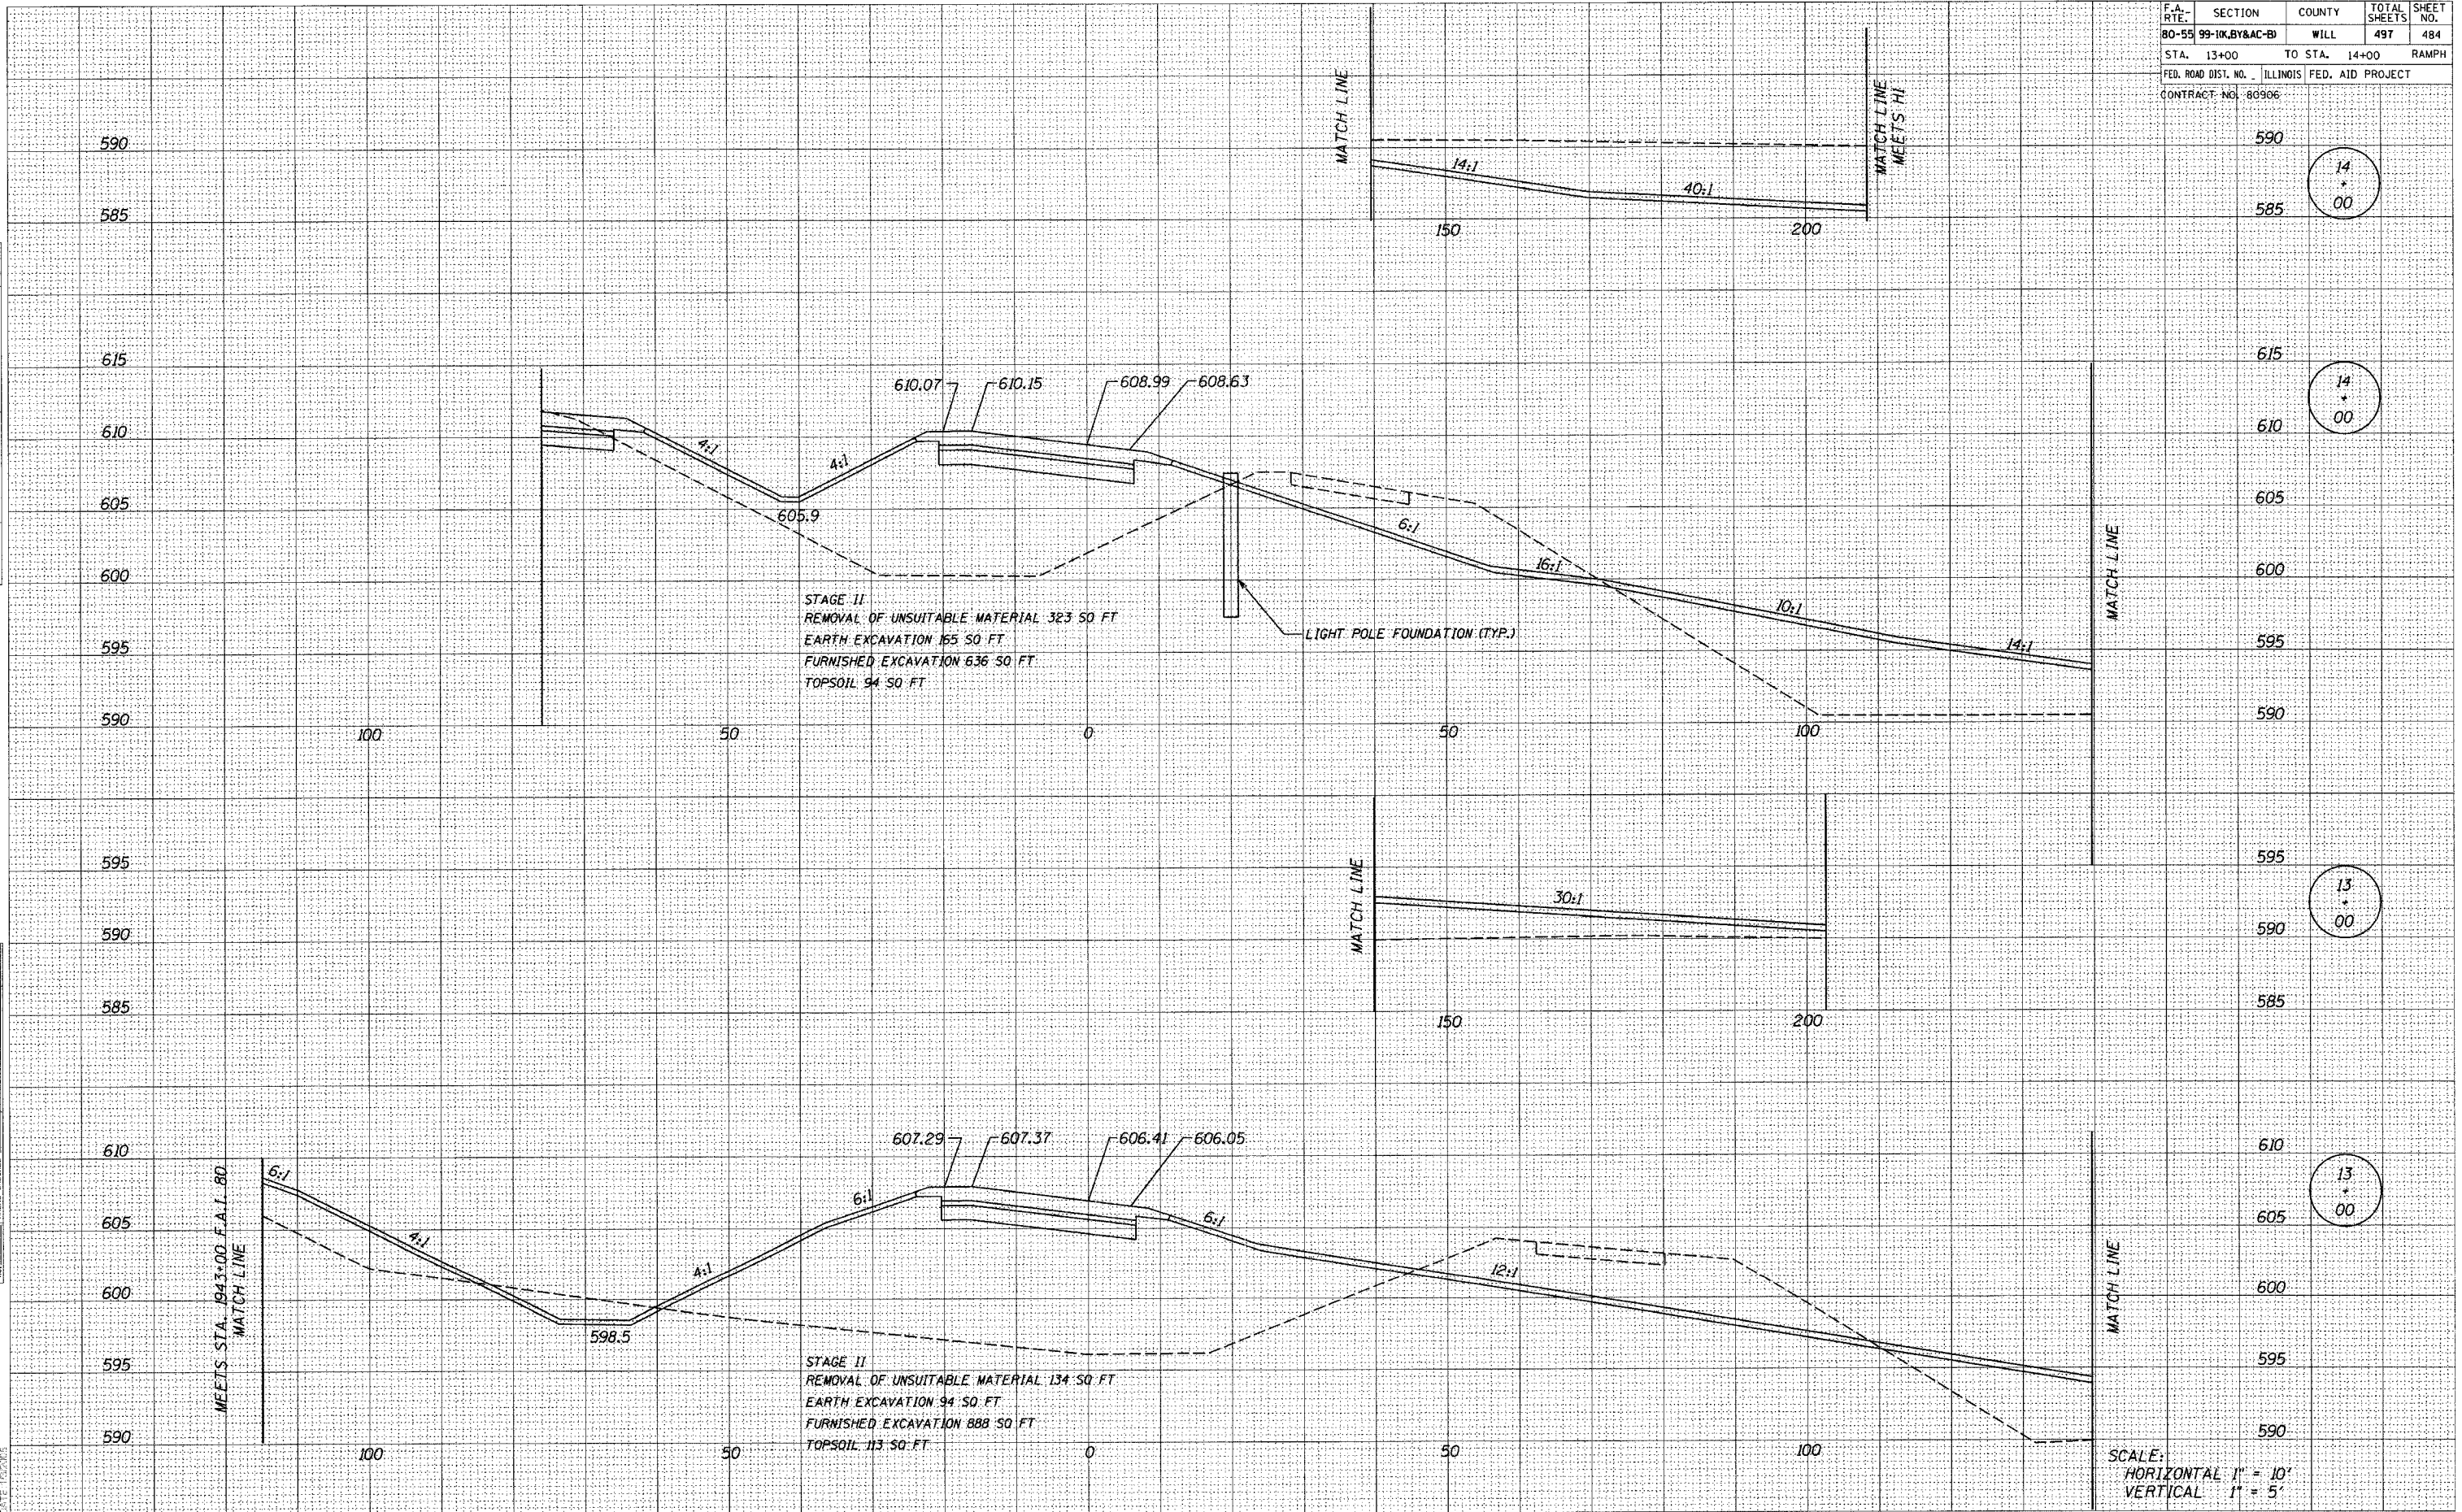 F.A.- RTE. SECTION COUNTY TOTAL SHEETS SHEET NO.
80-55 99-1(K,BY&AC-B) WILL 497 484
STA. 13+00 TO STA. 14+00 RAMPH
FED. ROAD DIST. NO. _ ILLINOIS FED. AID PROJECT
CONTRACT NO. 80906
MATCH LINE
MATCH LINE
MEETS HI
590 590
14:1 40:1
14
+
00
585 585
150 200
615 615
610.07 610.15 608.99 608.63
14
+
00
610 610
4:1 4:1
605 605
605.9
6:1
MATCH LINE
16:1
600 600
STAGE II
REMOVAL OF UNSUITABLE MATERIAL 323 SQ FT
EARTH EXCAVATION 165 SQ FT
FURNISHED EXCAVATION 636 SQ FT
TOPSOIL 94 SQ FT
LIGHT POLE FOUNDATION (TYP.)
10:1
14:1
595 595
590 590
100 50 0 50 100
595 595
MATCH LINE
30:1
13
+
00
590 590
585 585
150 200
610 610
607.29 607.37 606.41 606.05
13
+
00
MEETS STA. 1943+00 F.A.I. 80
MATCH LINE
6:1
4:1
6:1
6:1
605 605
4:1
12:1
MATCH LINE
600 600
598.5
595 595
STAGE II
REMOVAL OF UNSUITABLE MATERIAL 134 SQ FT
EARTH EXCAVATION 94 SQ FT
FURNISHED EXCAVATION 888 SQ FT
TOPSOIL 113 SQ FT
590 590
100 50 0 50 100
SCALE:
HORIZONTAL 1" = 10'
VERTICAL 1" = 5'